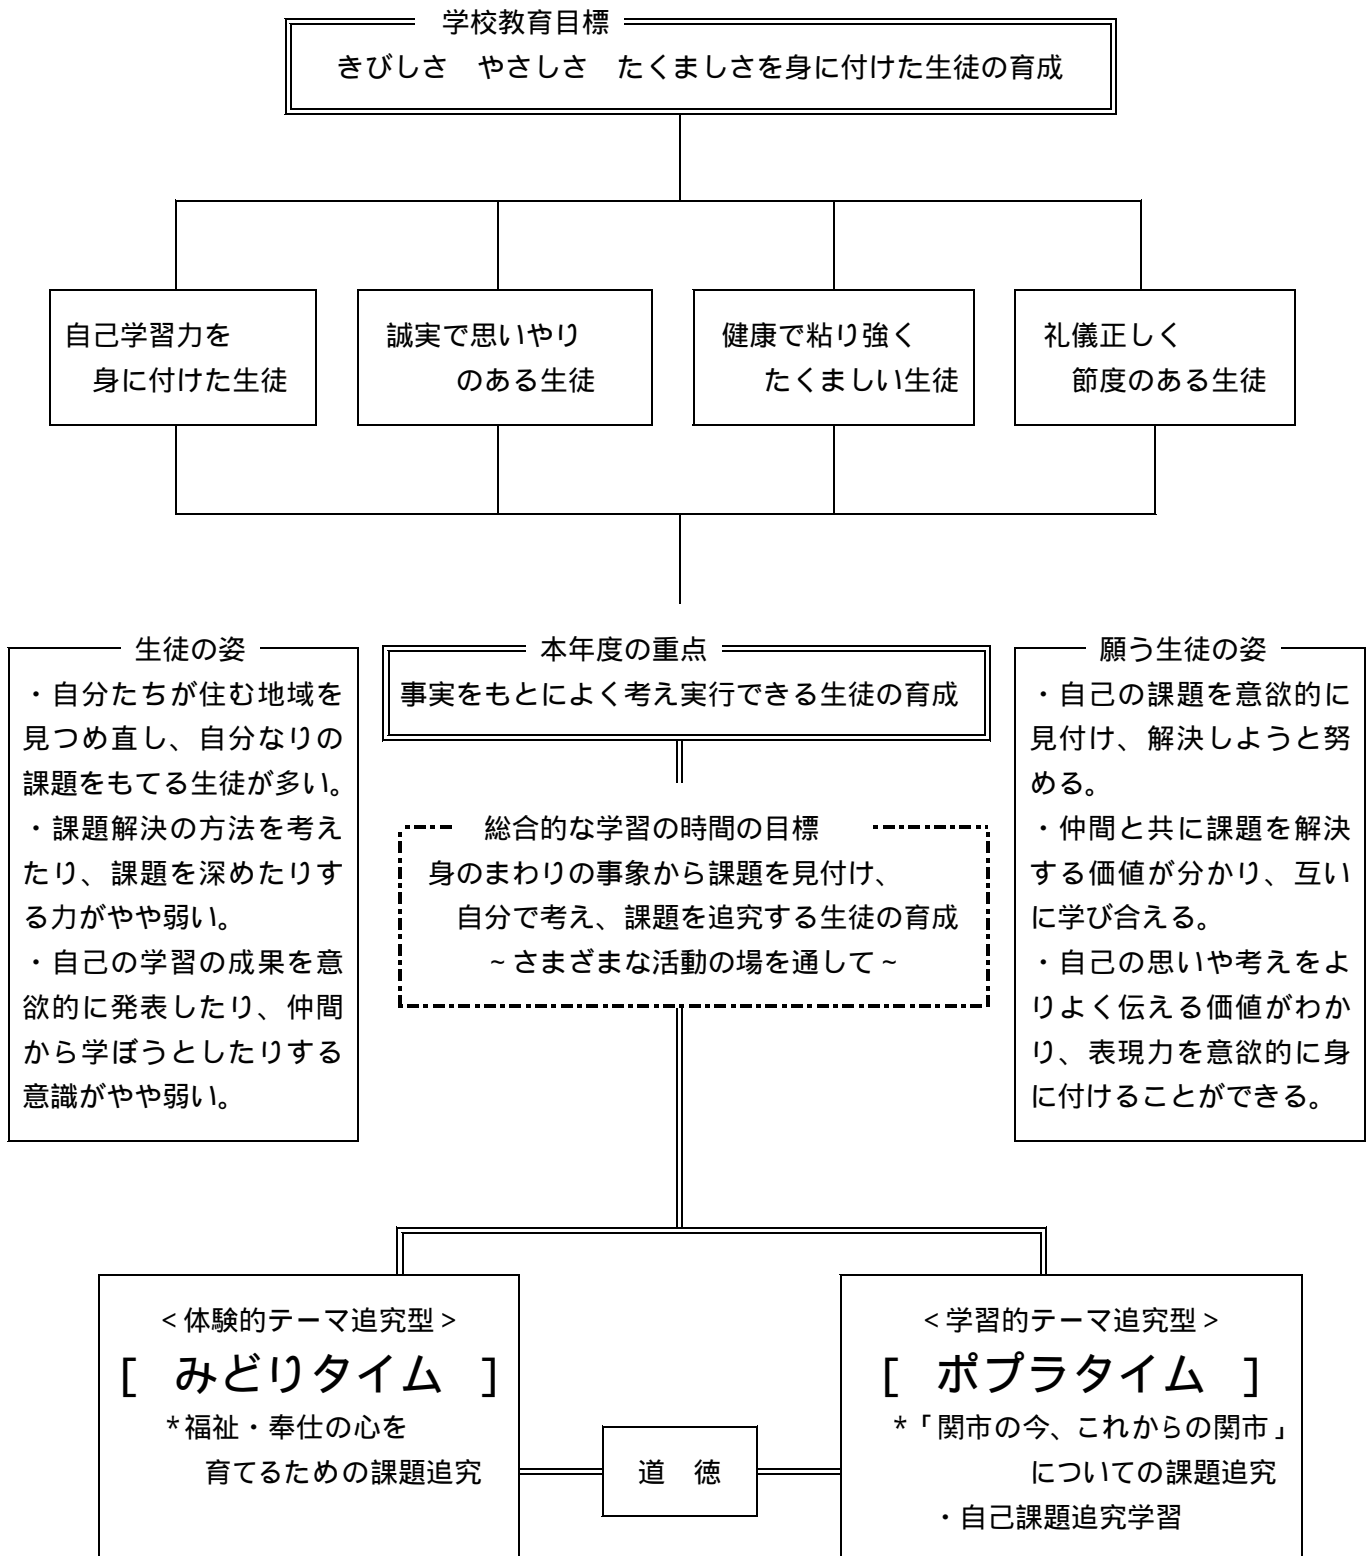 学校教育目標
きびしさ　やさしさ　たくましさを身に付けた生徒の育成
自己学習力を
身に付けた生徒
誠実で思いやり
のある生徒
健康で粘り強く
たくましい生徒
礼儀正しく
節度のある生徒
生徒の姿
・自分たちが住む地域を
見つめ直し、自分なりの
課題をもてる生徒が多い。
・課題解決の方法を考え
たり、課題を深めたりす
る力がやや弱い。
・自己の学習の成果を意
欲的に発表したり、仲間
から学ぼうとしたりする
意識がやや弱い。
本年度の重点
事実をもとによく考え実行できる生徒の育成
総合的な学習の時間の目標
身のまわりの事象から課題を見付け、
自分で考え、課題を追究する生徒の育成
~さまざまな活動の場を通して~
願う生徒の姿
・自己の課題を意欲的に
見付け、解決しようと努
める。
・仲間と共に課題を解決
する価値が分かり、互い
に学び合える。
・自己の思いや考えをよ
りよく伝える価値がわか
り、表現力を意欲的に身
に付けることができる。
<体験的テーマ追究型>
[　みどりタイム　]
*福祉・奉仕の心を
育てるための課題追究
道　徳
<学習的テーマ追究型>
[　ポプラタイム　]
*「関市の今、これからの関市」
についての課題追究
・自己課題追究学習